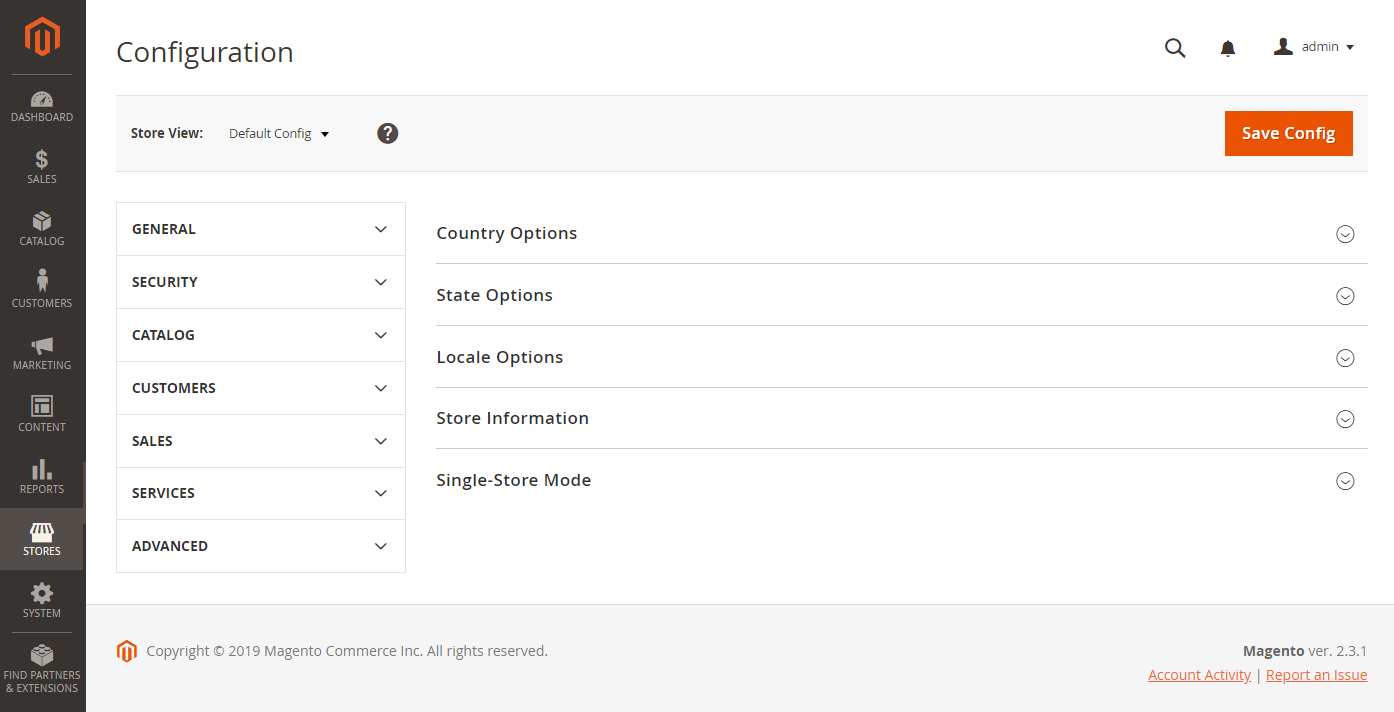 Configuration
admin
DASHBOARD
SALES
CATALOG
CUSTOMERS
MARKETING
CONTENT
REPORTS
STORES
SYSTEM
FIND PARTNERS
& EXTENSIONS
Store View: Default Config ?
Save Config
GENERAL
SECURITY
CATALOG
CUSTOMERS
SALES
SERVICES
ADVANCED
Country Options
State Options
Locale Options
Store Information
Single-Store Mode
Copyright © 2019 Magento Commerce Inc. All rights reserved.
Magento ver. 2.3.1
Account Activity | Report an Issue